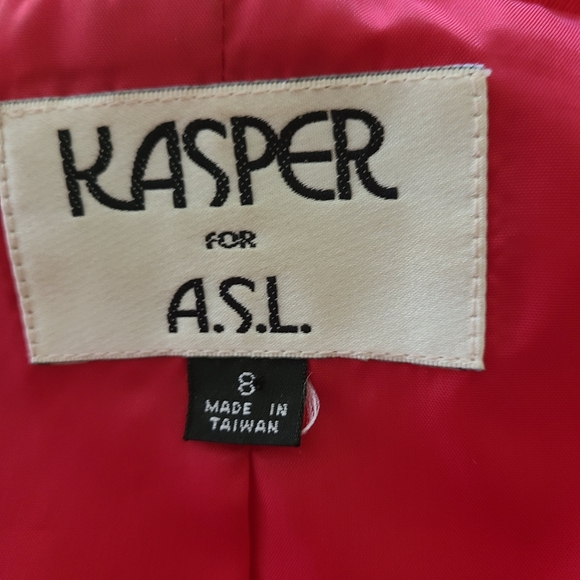 KASPER
FOR
A.S.L.
8
MADE IN
TAIWAN